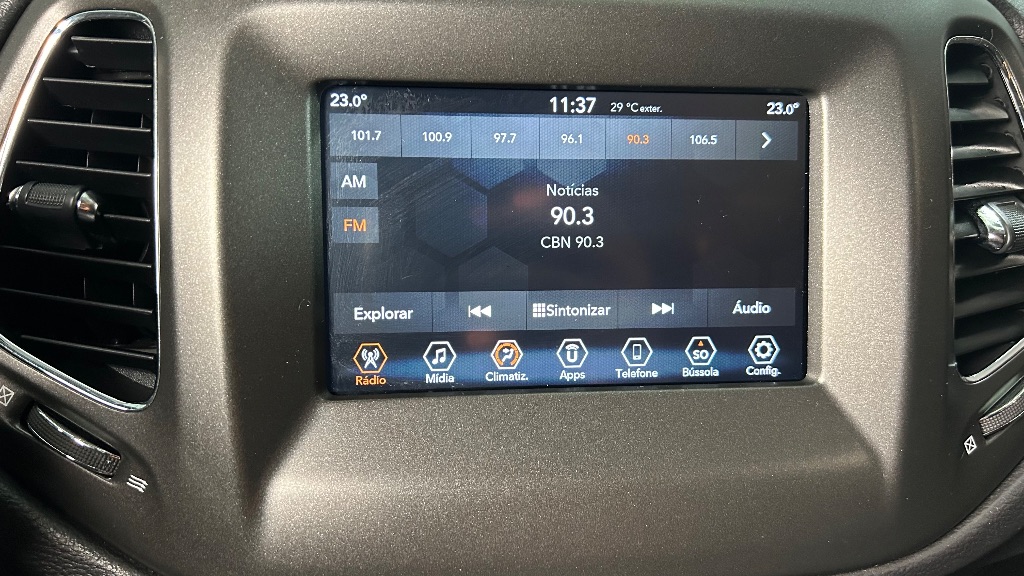 23.0° 11:37 29 °C exter. 23.0°
101.7 100.9 97.7 96.1 90.3 106.5
AM
Notícias
90.3
FM
CBN 90.3
Explorar Sintonizar Áudio
SO
Rádio Mídia Climatiz. Apps Telefone Bússola Config.